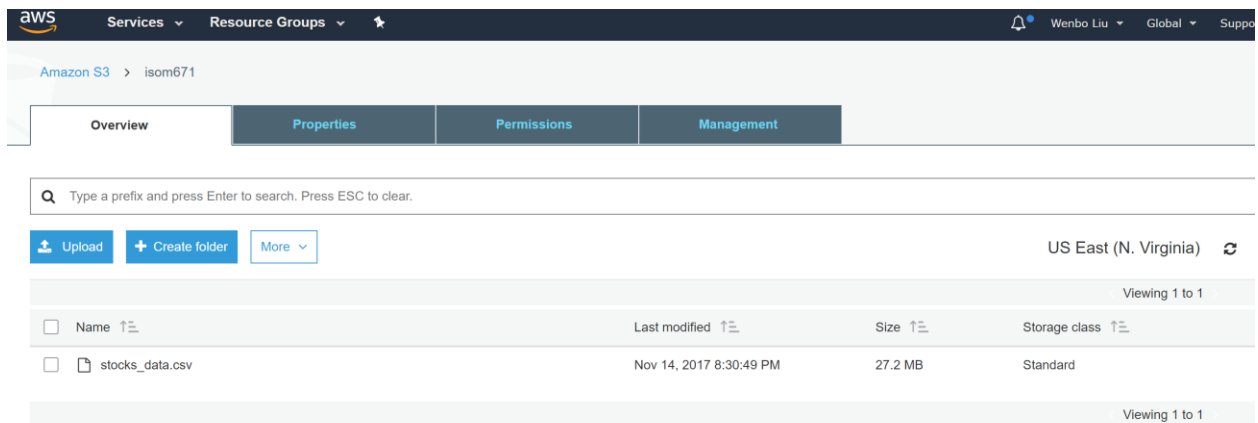 aws Services Resource Groups Wenbo Liu Global Suppo
Amazon S3 > isom671
Overview Properties Permissions Management
Type a prefix and press Enter to search. Press ESC to clear.
Upload + Create folder More US East (N. Virginia)
Viewing 1 to 1
Name Last modified Size Storage class
stocks_data.csv Nov 14, 2017 8:30:49 PM 27.2 MB Standard
Viewing 1 to 1